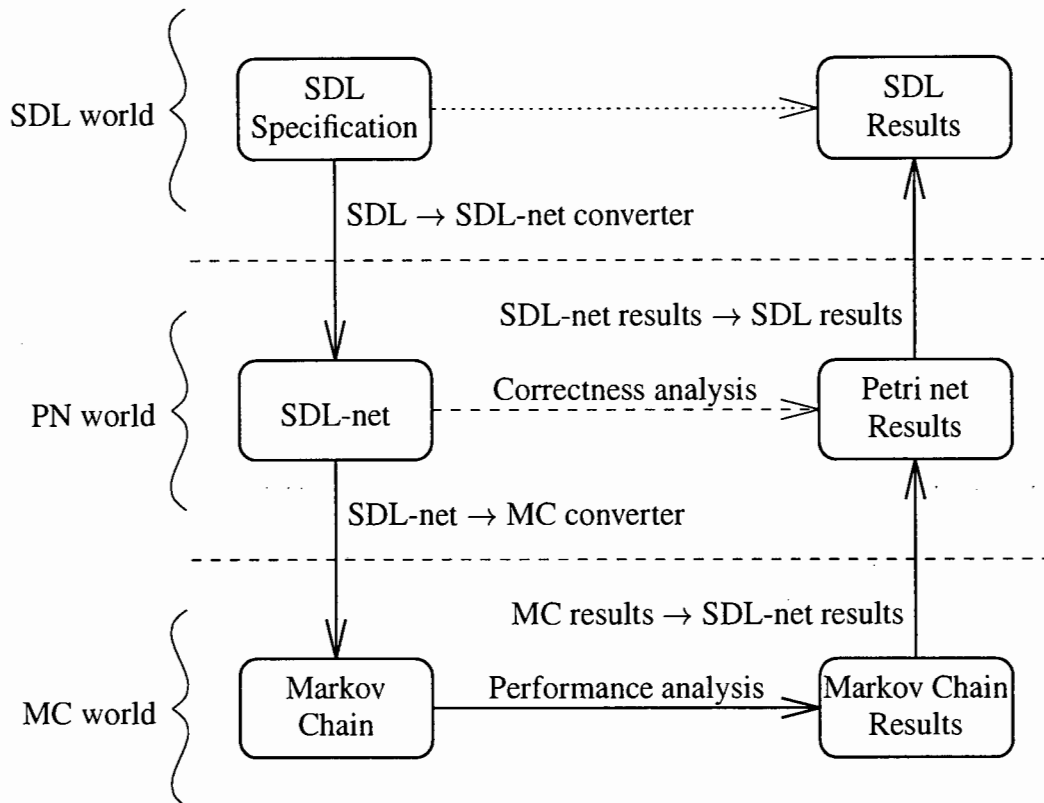 SDL world
SDL
Specification
SDL
Results
SDL → SDL-net converter
SDL-net results → SDL results
PN world
SDL-net
Correctness analysis
Petri net
Results
SDL-net → MC converter
MC results → SDL-net results
MC world
Markov
Chain
Performance analysis
Markov Chain
Results